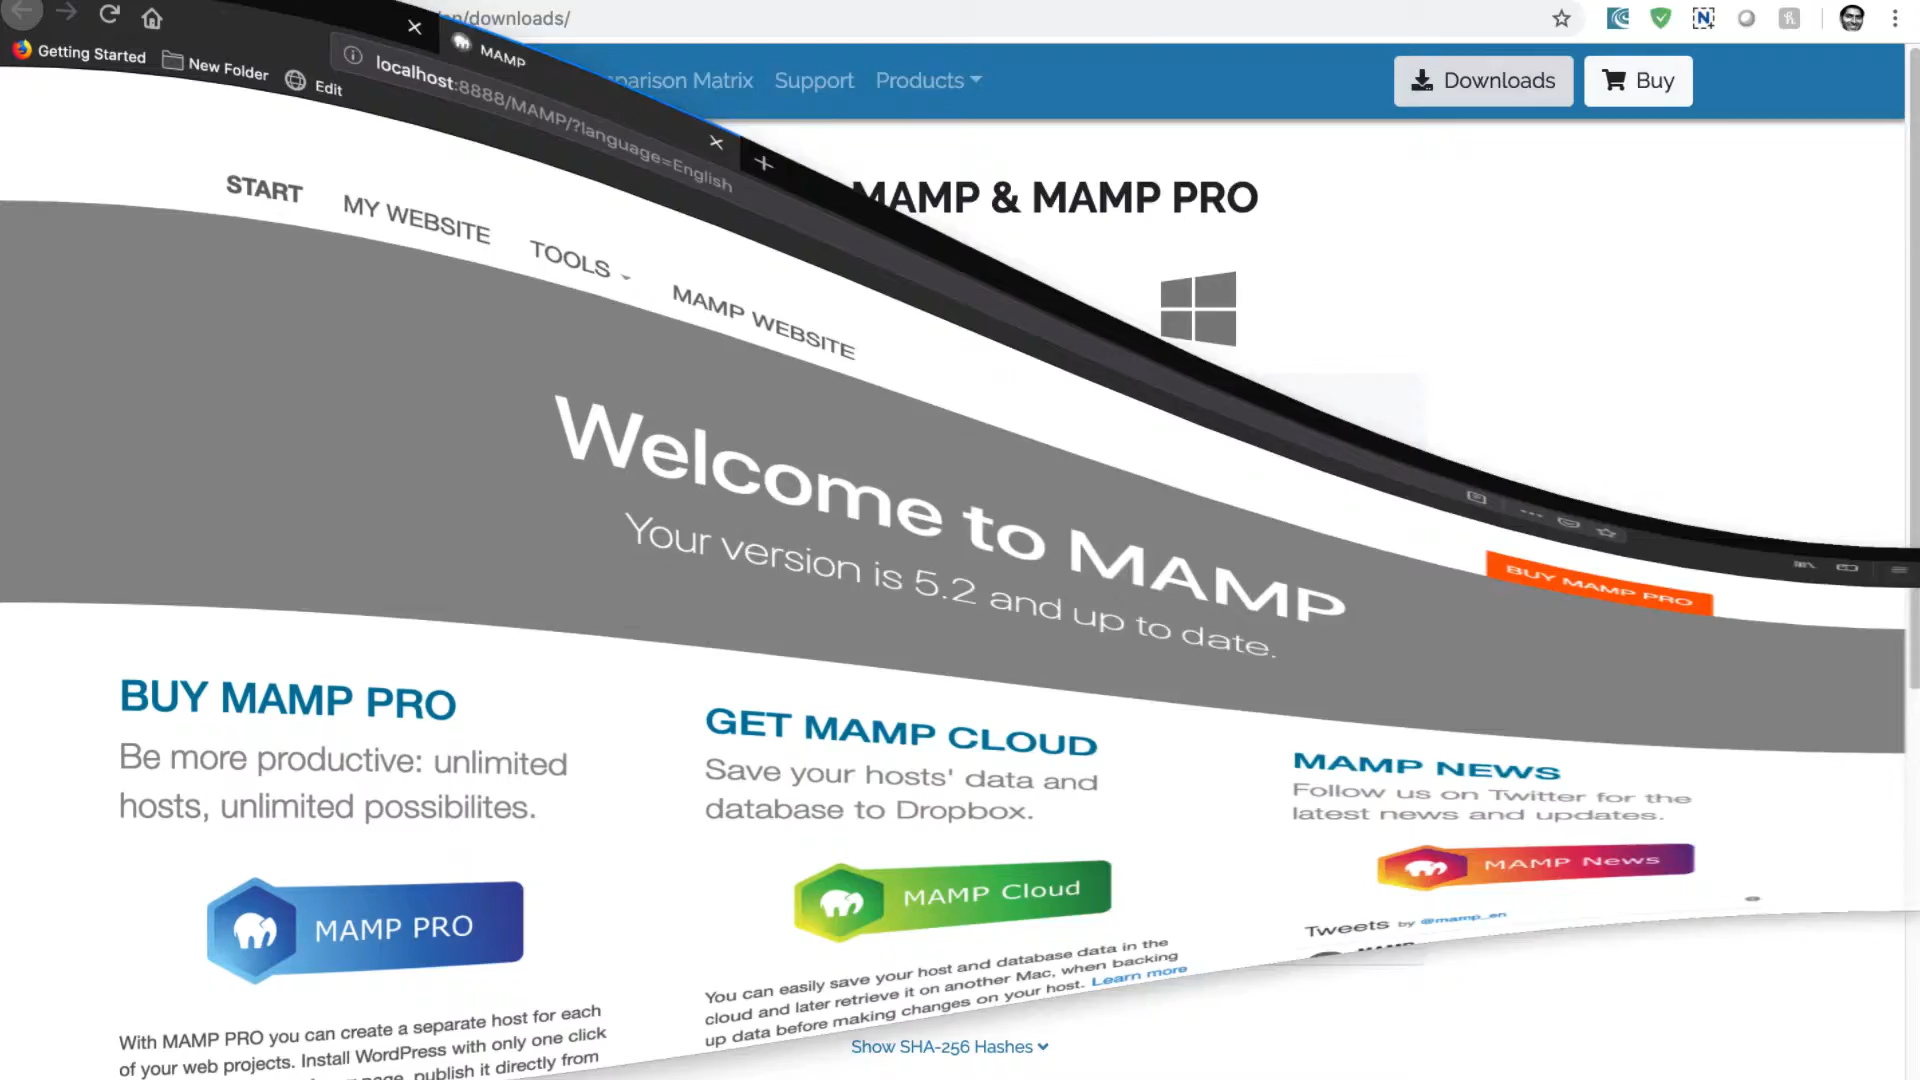 /downloads/
MAMP
Getting Started
New Folder
Edit
localhost:8888/MAMP/?language=English
parison Matrix
Support
Products
Downloads
Buy
MAMP & MAMP PRO
START
MY WEBSITE
TOOLS
MAMP WEBSITE
BUY MAMP PRO
Welcome to MAMP
Your version is 5.2 and up to date.
BUY MAMP PRO
Be more productive: unlimited
hosts, unlimited possibilites.
MAMP PRO
With MAMP PRO you can create a separate host for each
of your web projects. Install WordPress with only one click
page, publish it directly from
GET MAMP CLOUD
Save your hosts' data and
database to Dropbox.
MAMP Cloud
You can easily save your host and database data in the
cloud and later retrieve it on another Mac, when backing
up data before making changes on your host. Learn more
MAMP NEWS
Follow us on Twitter for the
latest news and updates.
MAMP News
Tweets by @mamp_en
Show SHA-256 Hashes